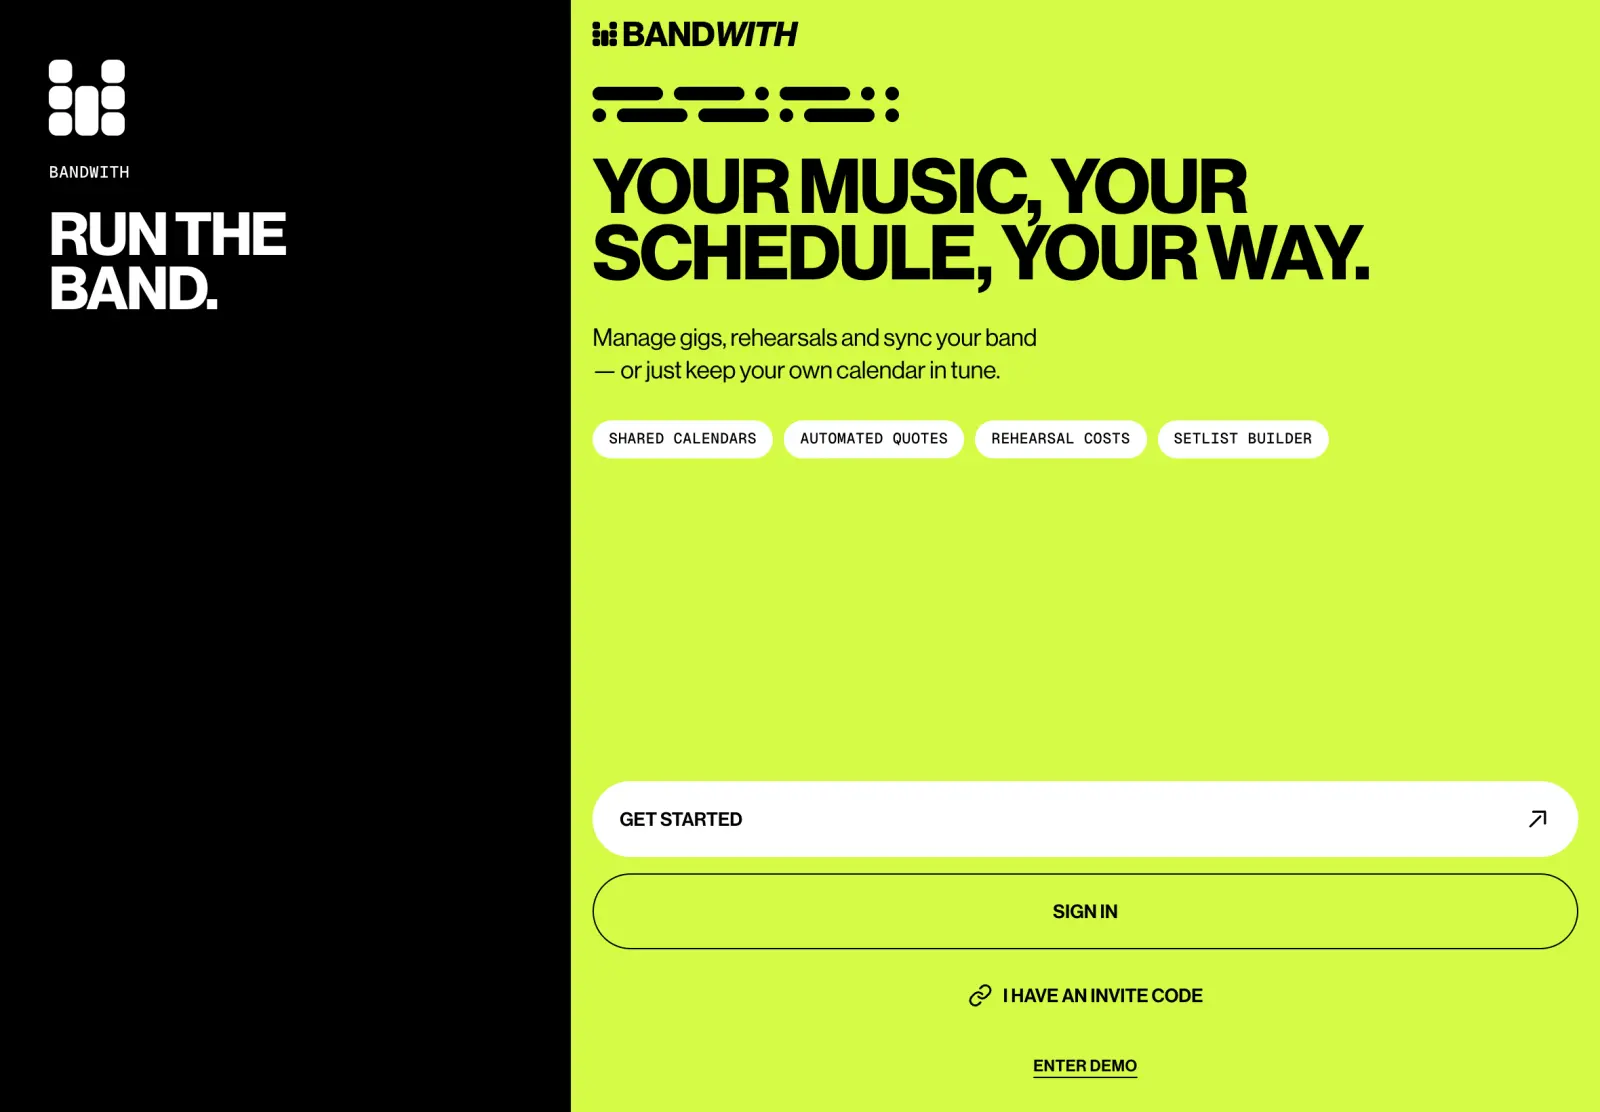 BANDWITH
RUN THE
BAND.
BANDWITH
YOUR MUSIC, YOUR
SCHEDULE, YOUR WAY.
Manage gigs, rehearsals and sync your band
— or just keep your own calendar in tune.
SHARED CALENDARS
AUTOMATED QUOTES
REHEARSAL COSTS
SETLIST BUILDER
GET STARTED
SIGN IN
I HAVE AN INVITE CODE
ENTER DEMO